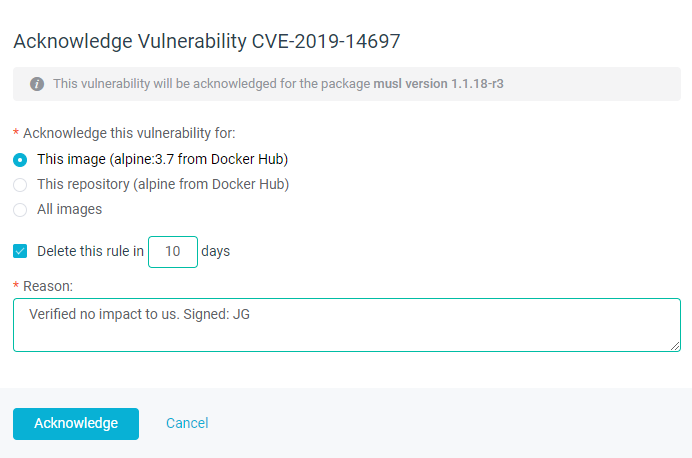 Acknowledge Vulnerability CVE-2019-14697
This vulnerability will be acknowledged for the package musl version 1.1.18-r3
* Acknowledge this vulnerability for:
This image (alpine:3.7 from Docker Hub)
This repository (alpine from Docker Hub)
All images
Delete this rule in 10 days
* Reason:
Verified no impact to us. Signed: JG
Acknowledge Cancel